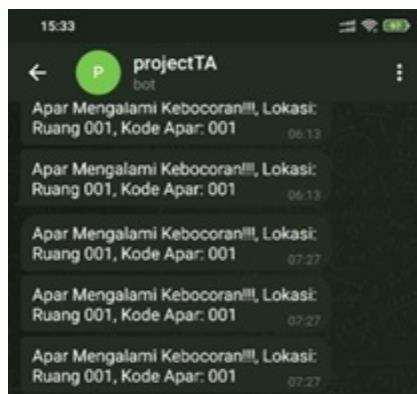 15:33
projectTA
P
bot
Apar Mengalami Kebocoran!!!, Lokasi:
Ruang 001, Kode Apar: 001
06:13
Apar Mengalami Kebocoran!!!, Lokasi:
Ruang 001, Kode Apar: 001
06:13
Apar Mengalami Kebocoran!!!, Lokasi:
Ruang 001, Kode Apar: 001
07:27
Apar Mengalami Kebocoran!!!, Lokasi:
Ruang 001, Kode Apar: 001
07:27
Apar Mengalami Kebocoran!!!, Lokasi:
Ruang 001, Kode Apar: 001
07:27